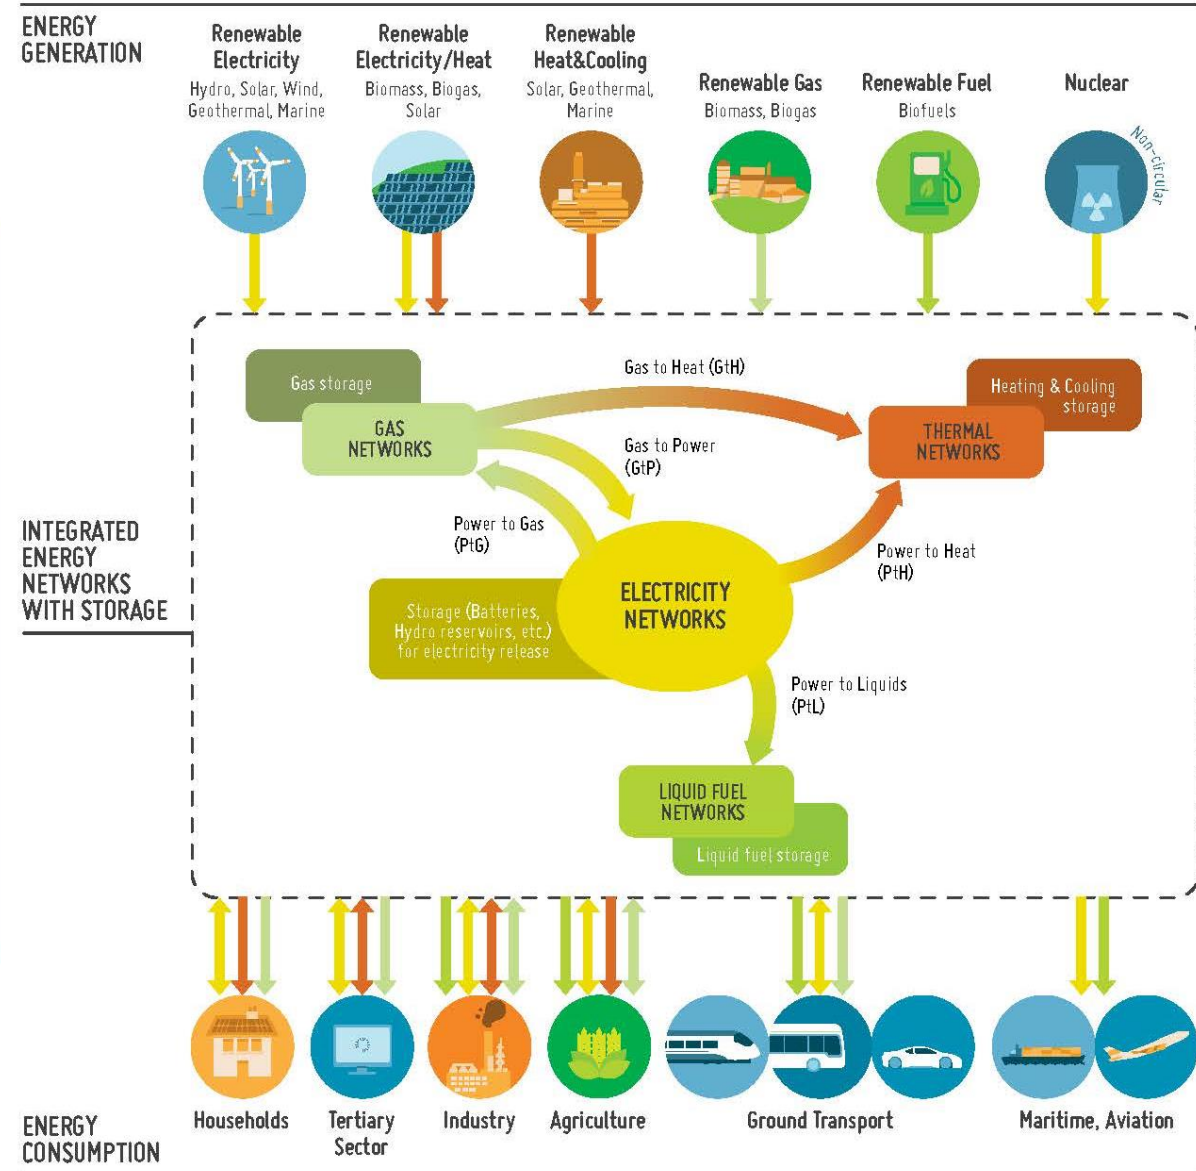 ENERGY
GENERATION
Renewable
Electricity
Hydro, Solar, Wind,
Geothermal, Marine
Renewable
Electricity/Heat
Biomass, Biogas,
Solar
Renewable
Heat&Cooling
Solar, Geothermal,
Marine
Renewable Gas
Biomass, Biogas
Renewable Fuel
Biofuels
Nuclear
Non-circular
Gas storage
GAS
NETWORKS
Gas to Heat (GtH)
Heating & Cooling
storage
THERMAL
NETWORKS
Gas to Power
(GtP)
Power to Gas
(PtG)
INTEGRATED
ENERGY
NETWORKS
WITH STORAGE
Power to Heat
(PtH)
ELECTRICITY
NETWORKS
Storage (Batteries,
Hydro reservoirs, etc.)
for electricity release
Power to Liquids
(PtL)
LIQUID FUEL
NETWORKS
Liquid fuel storage
ENERGY
CONSUMPTION
Households
Tertiary
Sector
Industry
Agriculture
Ground Transport
Maritime, Aviation